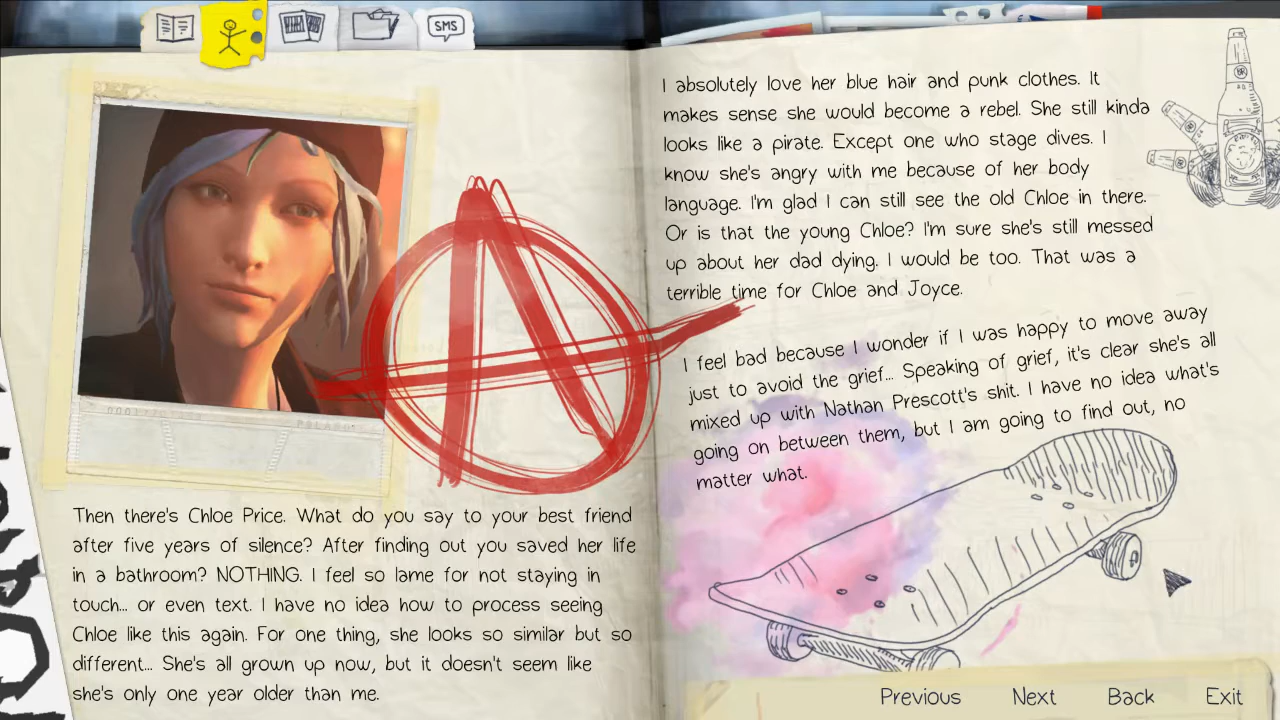 SMS
Then there's Chloe Price. What do you say to your best friend
after five years of silence? After finding out you saved her life
in a bathroom? NOTHING. I feel so lame for not staying in
touch... or even text. I have no idea how to process seeing
Chloe like this again. For one thing, she looks so similar but so
different... She's all grown up now, but it doesn't seem like
she's only one year older than me.
I absolutely love her blue hair and punk clothes. It
makes sense she would become a rebel. She still kinda
looks like a pirate. Except one who stage dives. I
know she's angry with me because of her body
language. I'm glad I can still see the old Chloe in there.
Or is that the young Chloe? I'm sure she's still messed
up about her dad dying. I would be too. That was a
terrible time for Chloe and Joyce.
I feel bad because I wonder if I was happy to move away
just to avoid the grief... Speaking of grief, it's clear she's all
mixed up with Nathan Prescott's shit. I have no idea what's
going on between them, but I am going to find out, no
matter what.
Previous Next Back Exit